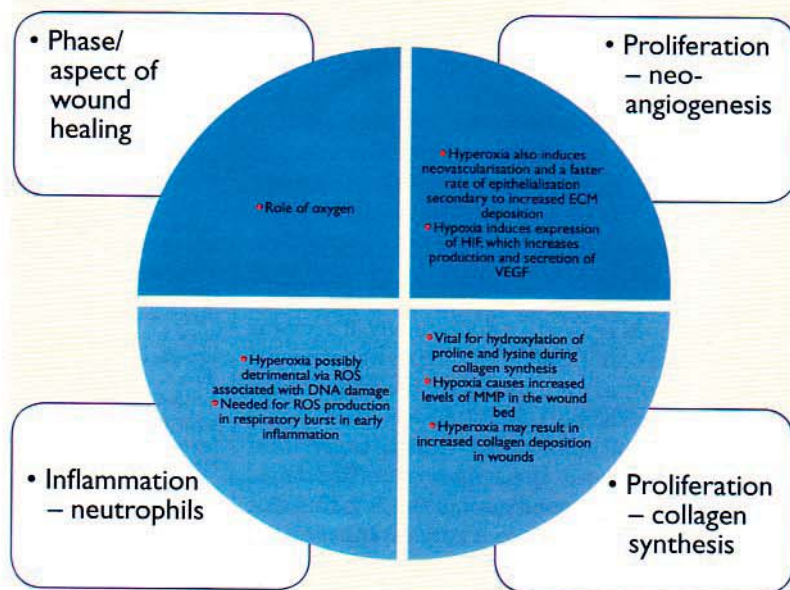 • Phase/
aspect of
wound
healing
• Role of oxygen
• Proliferation
– neo-
angiogenesis
• Hyperoxia also induces
neovascularisation and a faster
rate of epithelialisation
secondary to increased ECM
deposition
• Hypoxia induces expression
of HIF, which increases
production and secretion of
VEGF
• Inflammation
– neutrophils
• Hyperoxia possibly
detrimental via ROS
associated with DNA damage
• Needed for ROS production
in respiratory burst in early
inflammation
• Vital for hydroxylation of
proline and lysine during
collagen synthesis
• Hypoxia causes increased
levels of MMP in the wound
bed
• Hyperoxia may result in
increased collagen deposition
in wounds
• Proliferation
– collagen
synthesis